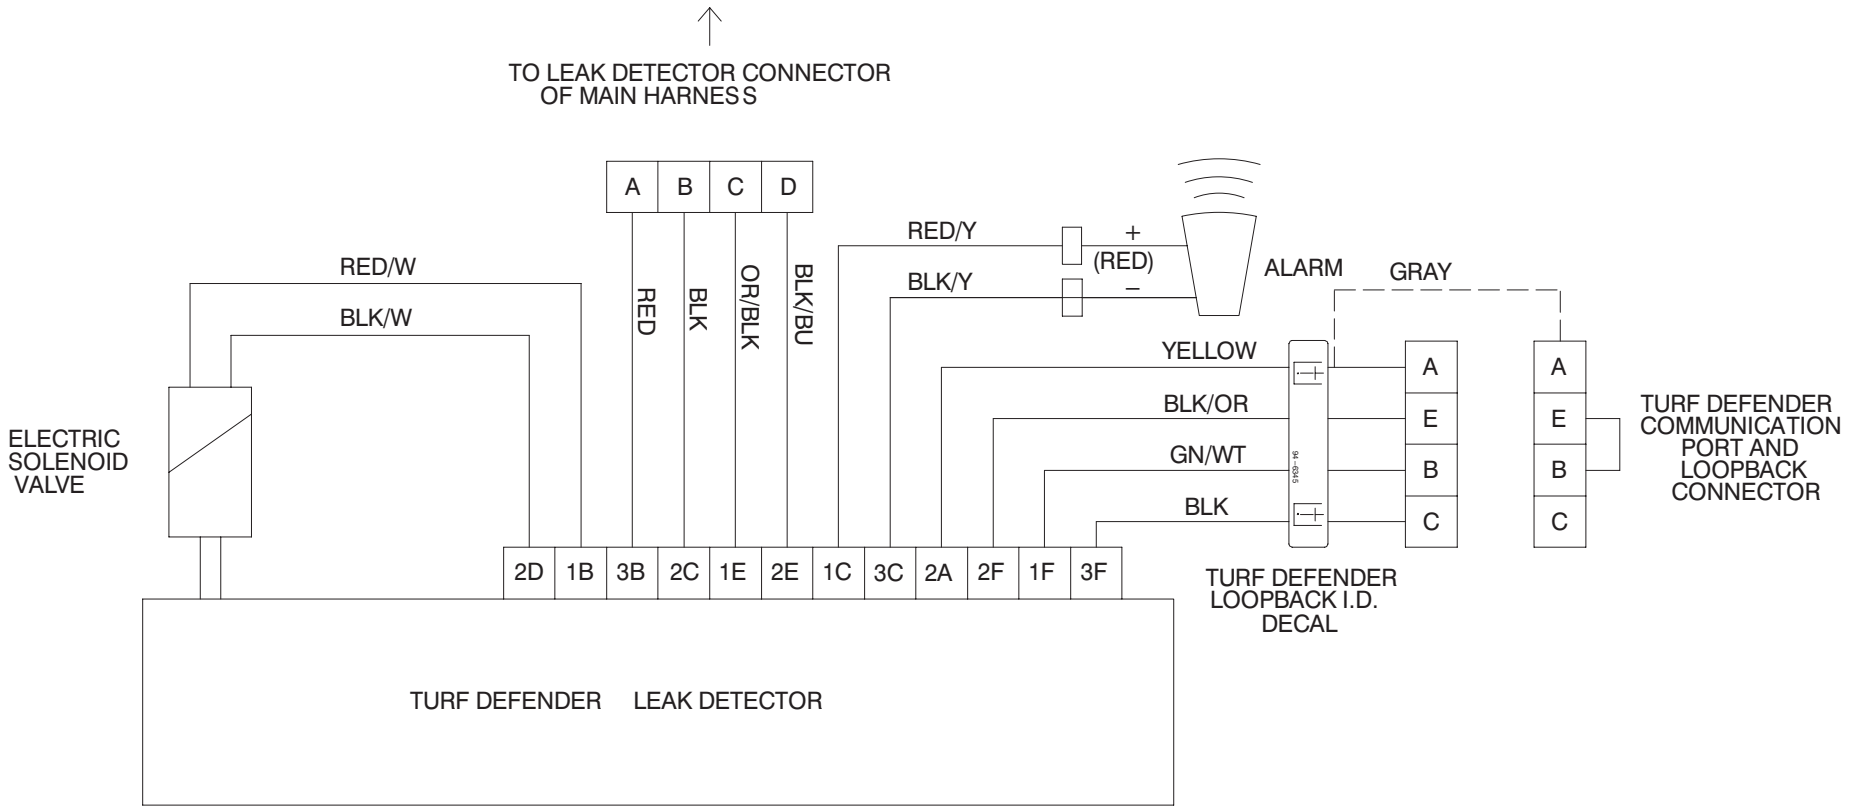 TO LEAK DETECTOR CONNECTOR
OF MAIN HARNESS
A B C D
RED
BLK
OR/BLK
BLK/BU
RED/W
BLK/W
ELECTRIC
SOLENOID
VALVE
RED/Y
BLK/Y
+
(RED)
–
ALARM
GRAY
YELLOW
BLK/OR
GN/WT
BLK
94-6345
A
E
B
C
A
E
B
C
TURF DEFENDER
COMMUNICATION
PORT AND
LOOPBACK
CONNECTOR
TURF DEFENDER
LOOPBACK I.D.
DECAL
2D 1B 3B 2C 1E 2E 1C 3C 2A 2F 1F 3F
TURF DEFENDER LEAK DETECTOR